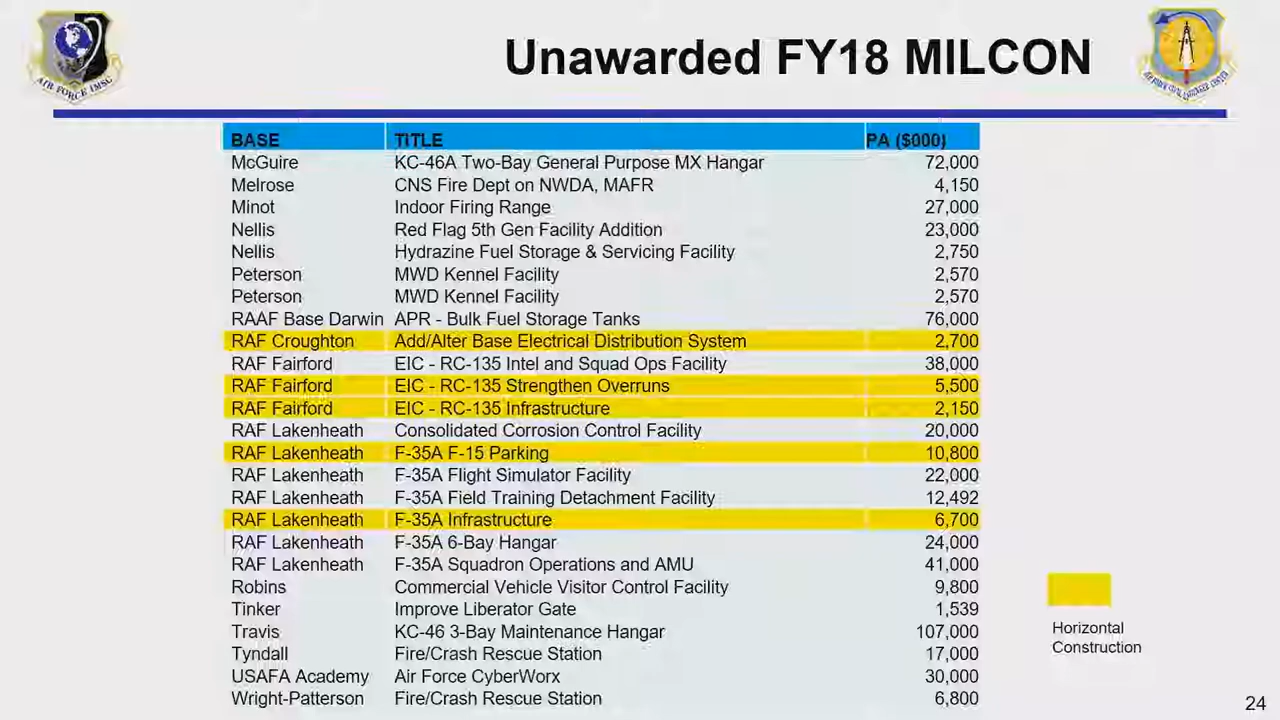 AIR FORCE IMSC
Unawarded FY18 MILCON
BASE TITLE PA ($000)
McGuire KC-46A Two-Bay General Purpose MX Hangar 72,000
Melrose CNS Fire Dept on NWDA, MAFR 4,150
Minot Indoor Firing Range 27,000
Nellis Red Flag 5th Gen Facility Addition 23,000
Nellis Hydrazine Fuel Storage & Servicing Facility 2,750
Peterson MWD Kennel Facility 2,570
Peterson MWD Kennel Facility 2,570
RAAF Base Darwin APR - Bulk Fuel Storage Tanks 76,000
RAF Croughton Add/Alter Base Electrical Distribution System 2,700
RAF Fairford EIC - RC-135 Intel and Squad Ops Facility 38,000
RAF Fairford EIC - RC-135 Strengthen Overruns 5,500
RAF Fairford EIC - RC-135 Infrastructure 2,150
RAF Lakenheath Consolidated Corrosion Control Facility 20,000
RAF Lakenheath F-35A F-15 Parking 10,800
RAF Lakenheath F-35A Flight Simulator Facility 22,000
RAF Lakenheath F-35A Field Training Detachment Facility 12,492
RAF Lakenheath F-35A Infrastructure 6,700
RAF Lakenheath F-35A 6-Bay Hangar 24,000
RAF Lakenheath F-35A Squadron Operations and AMU 41,000
Robins Commercial Vehicle Visitor Control Facility 9,800
Tinker Improve Liberator Gate 1,539
Travis KC-46 3-Bay Maintenance Hangar 107,000
Tyndall Fire/Crash Rescue Station 17,000
USAFA Academy Air Force CyberWorx 30,000
Wright-Patterson Fire/Crash Rescue Station 6,800
Horizontal
Construction
24